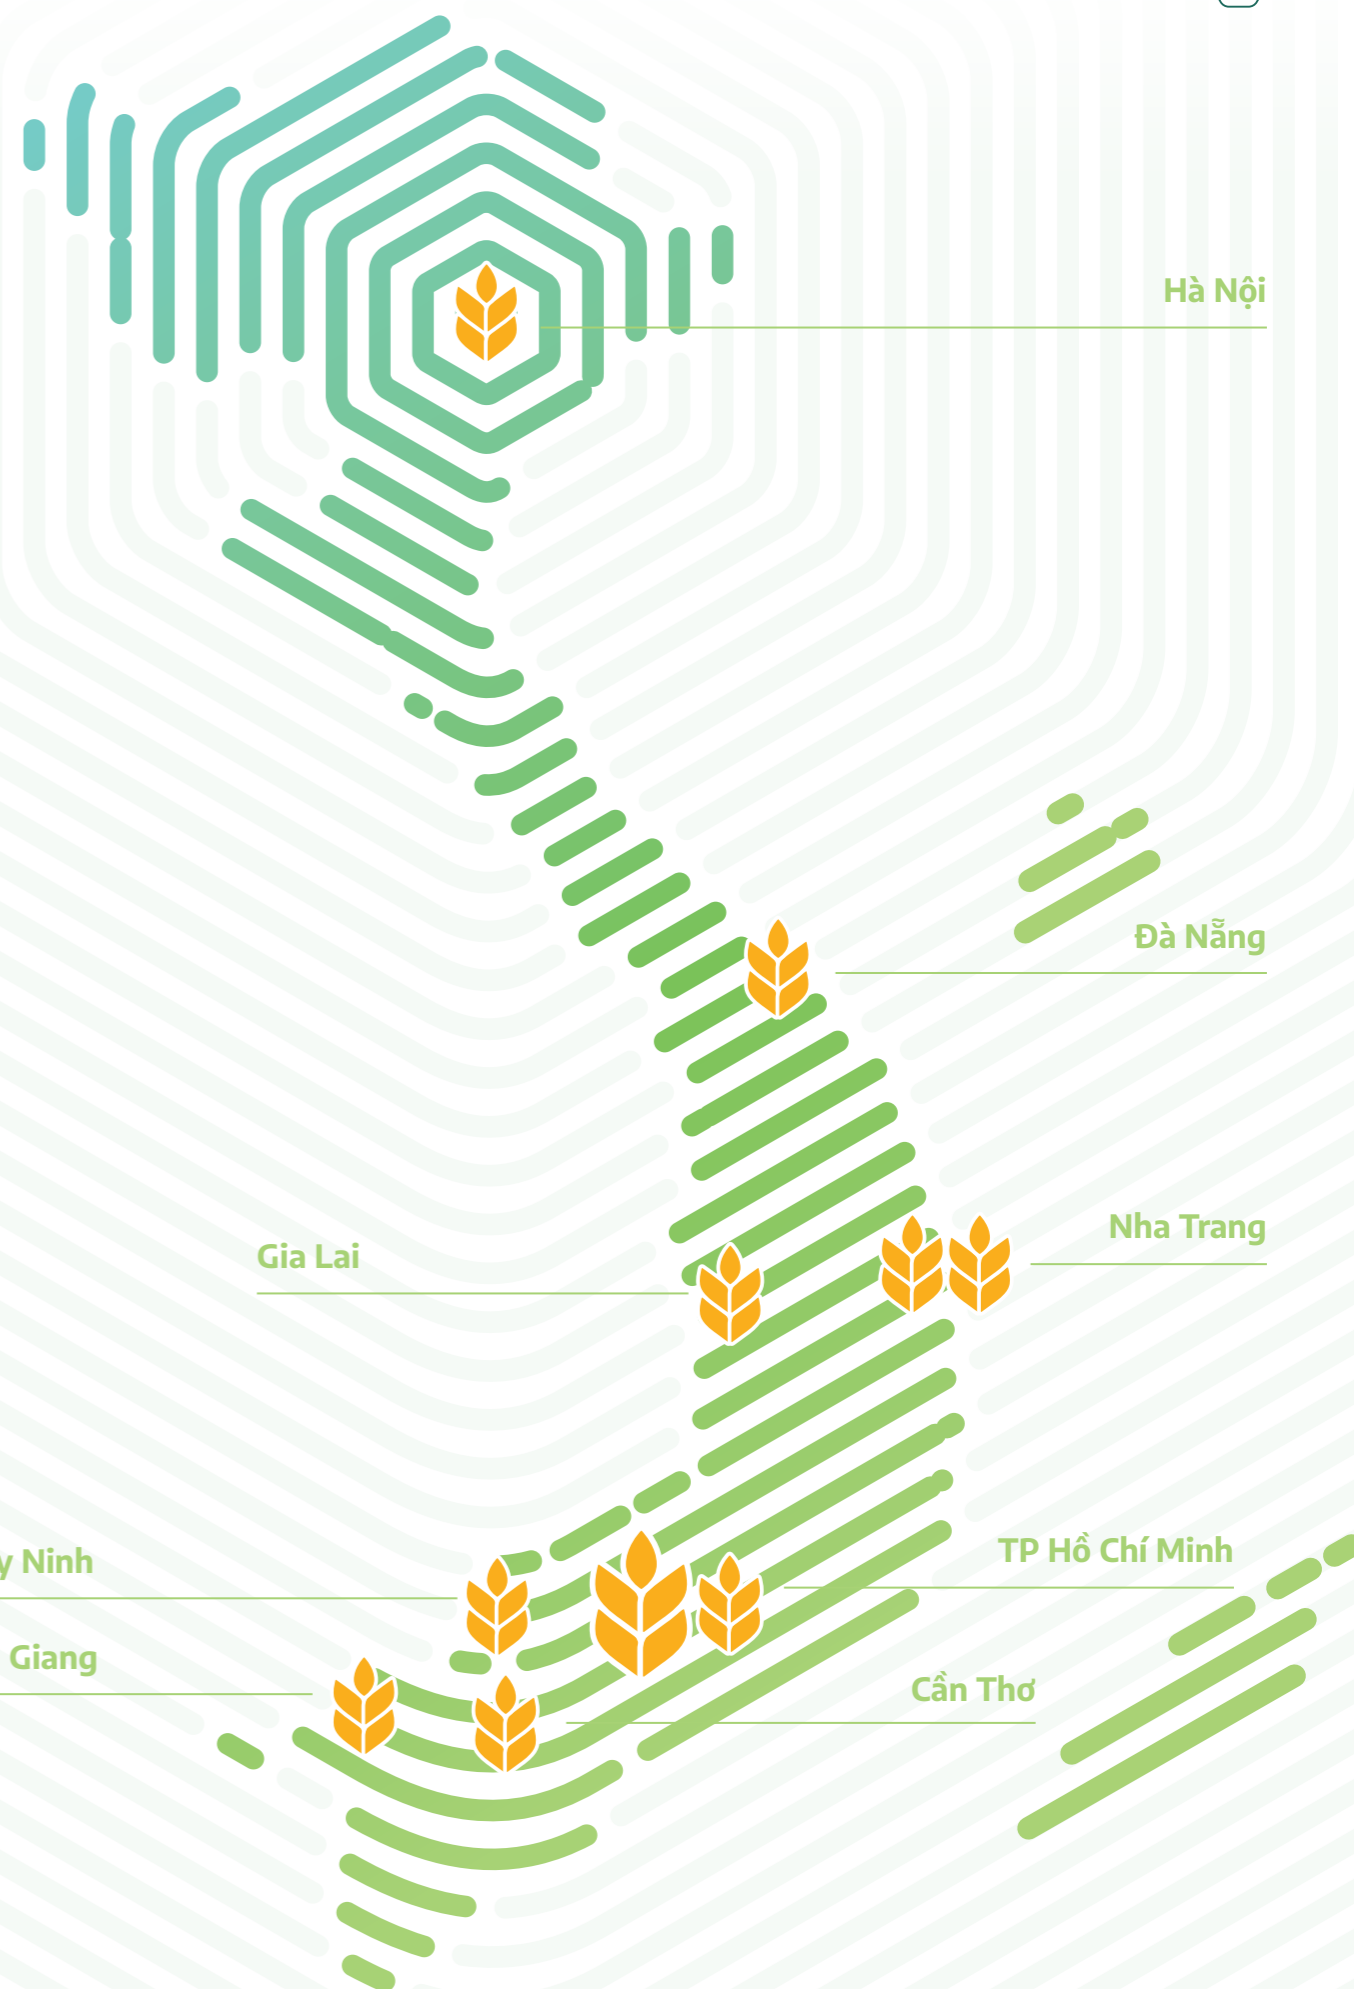 Hà Nội
Đà Nẵng
Nha Trang
Gia Lai
TP Hồ Chí Minh
y Ninh
Giang
Cần Thơ